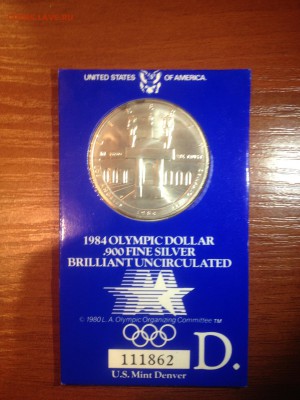 UNITED STATES OF AMERICA.
1984
1984 OLYMPIC DOLLAR
.900 FINE SILVER
BRILLIANT UNCIRCULATED
© 1980 L.A. Olympic Organizing Committee TM
111862
D.
U.S. Mint Denver